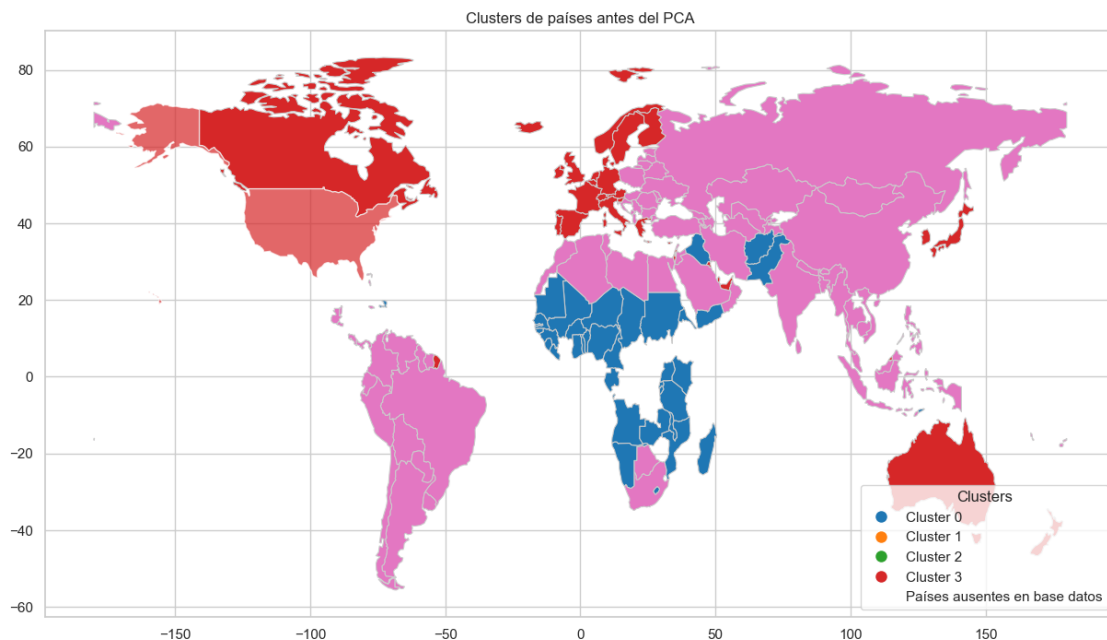 Clusters de países antes del PCA
80
60
40
20
0
−20
−40
−60
−150
−100
−50
0
50
100
150
Clusters
Cluster 0
Cluster 1
Cluster 2
Cluster 3
Países ausentes en base datos